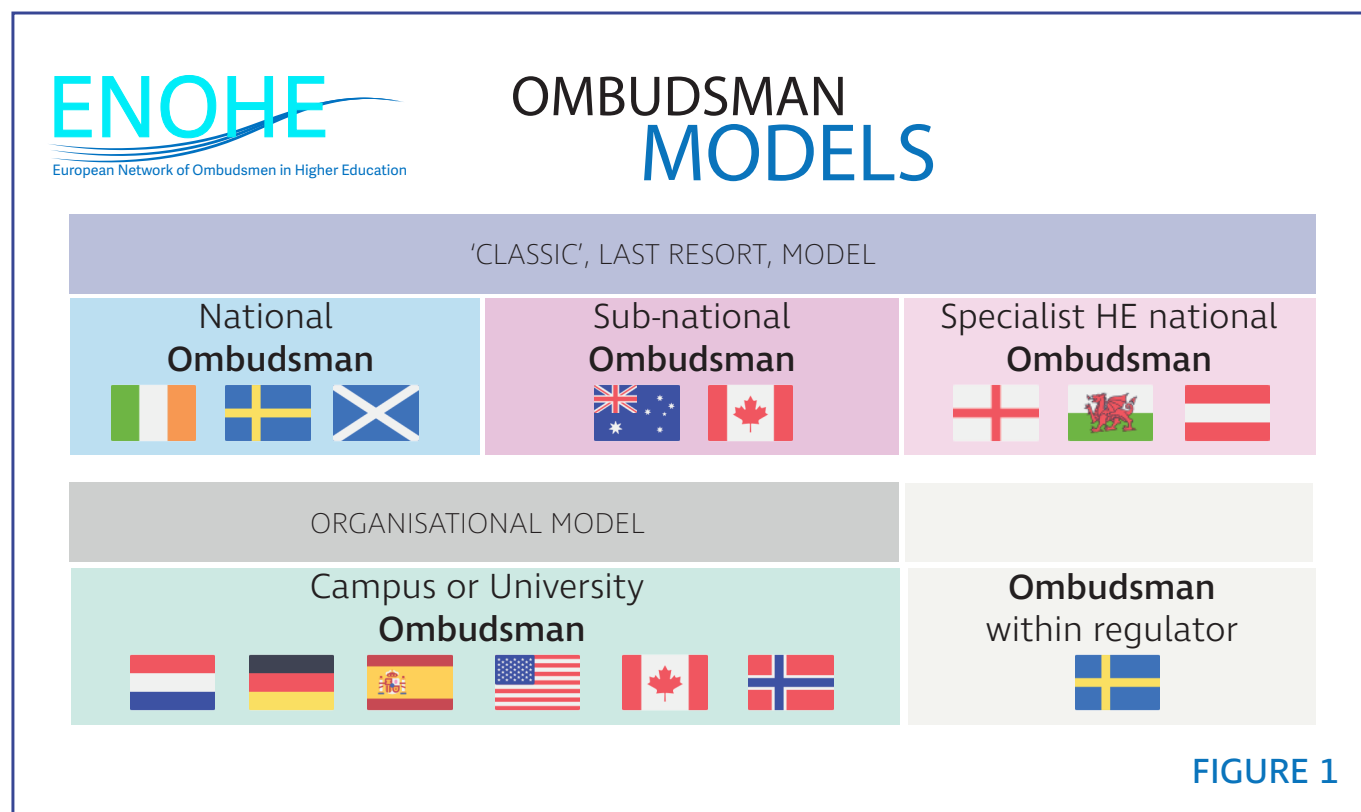 ENOHE
European Network of Ombudsmen in Higher Education
OMBUDSMAN
MODELS
‘CLASSIC’, LAST RESORT, MODEL
National
Ombudsman
Sub-national
Ombudsman
Specialist HE national
Ombudsman
ORGANISATIONAL MODEL
Campus or University
Ombudsman
Ombudsman
within regulator
FIGURE 1